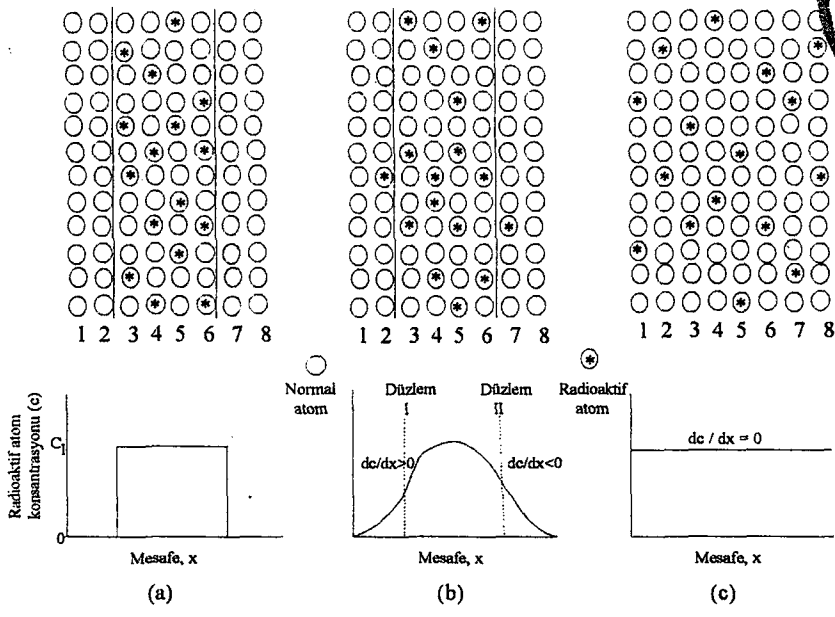 1 2 3 4 5 6 7 8
1 2 3 4 5 6 7 8
1 2 3 4 5 6 7 8
Normal
atom
Düzlem
I
Düzlem
II
Radioaktif
atom
Radioaktif atom
konsantrasyonu (c)
C₁
0
dc/dx>0
dc/dx<0
dc / dx = 0
Mesafe, x
Mesafe, x
Mesafe, x
(a)
(b)
(c)